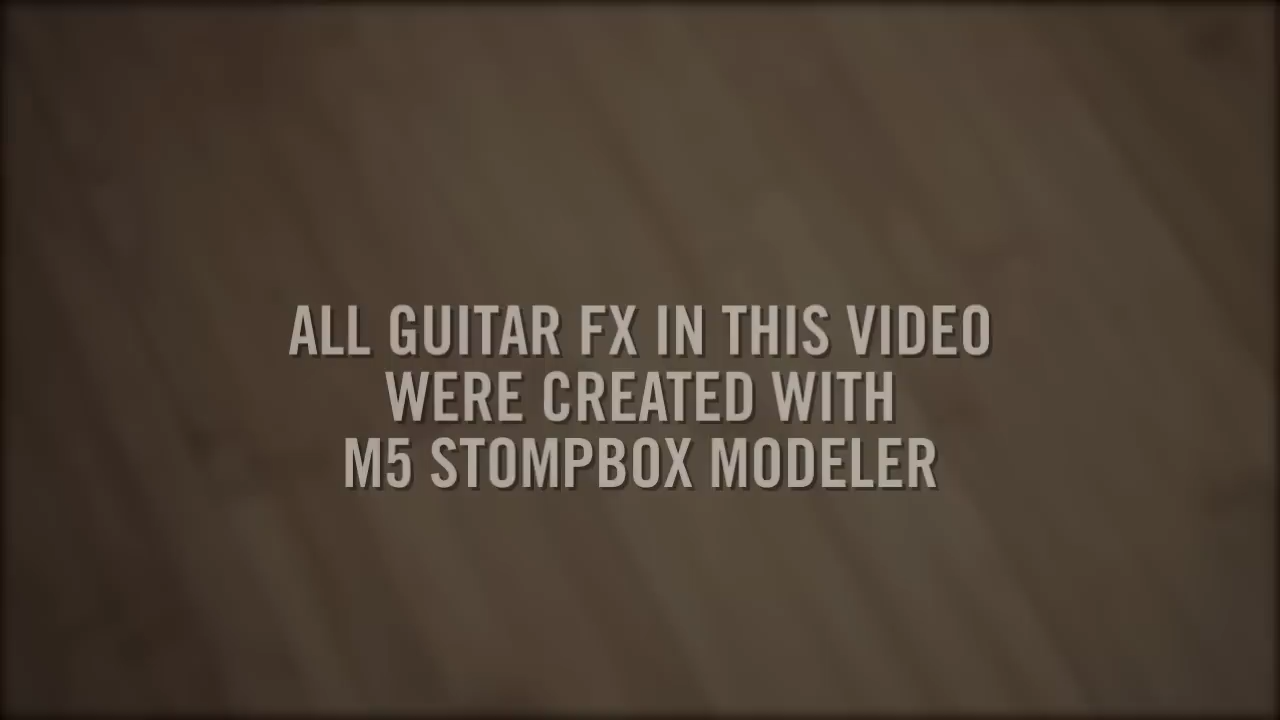 ALL GUITAR FX IN THIS VIDEO
WERE CREATED WITH
M5 STOMPBOX MODELER